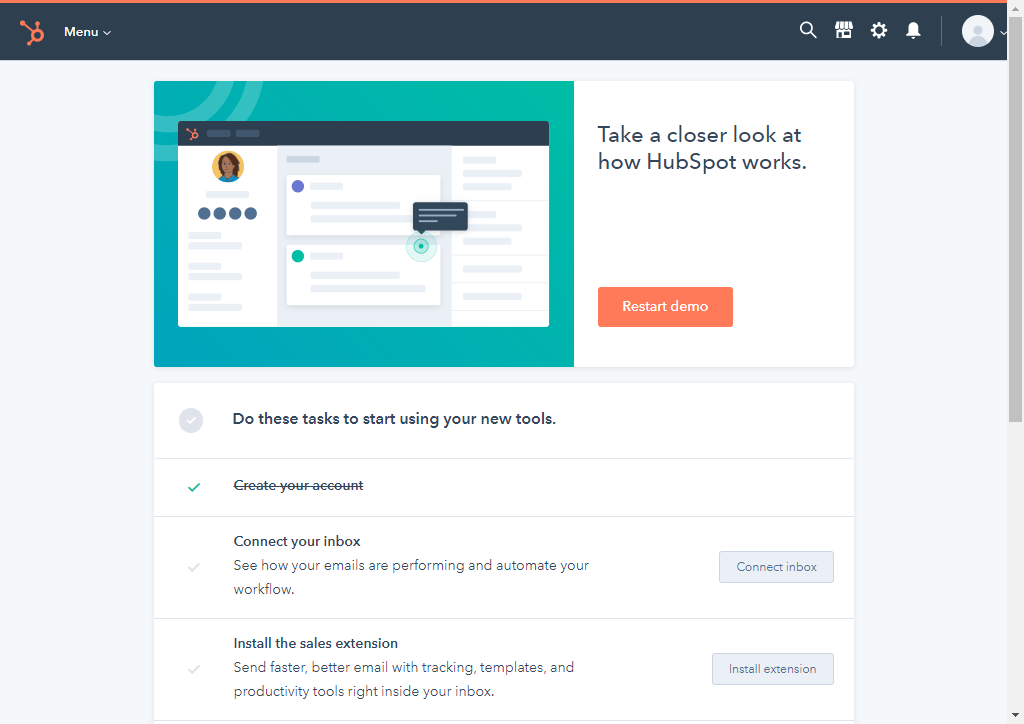 Menu
Take a closer look at
how HubSpot works.
Restart demo
Do these tasks to start using your new tools.
Create your account
Connect your inbox
See how your emails are performing and automate your
workflow.
Connect inbox
Install the sales extension
Send faster, better email with tracking, templates, and
productivity tools right inside your inbox.
Install extension